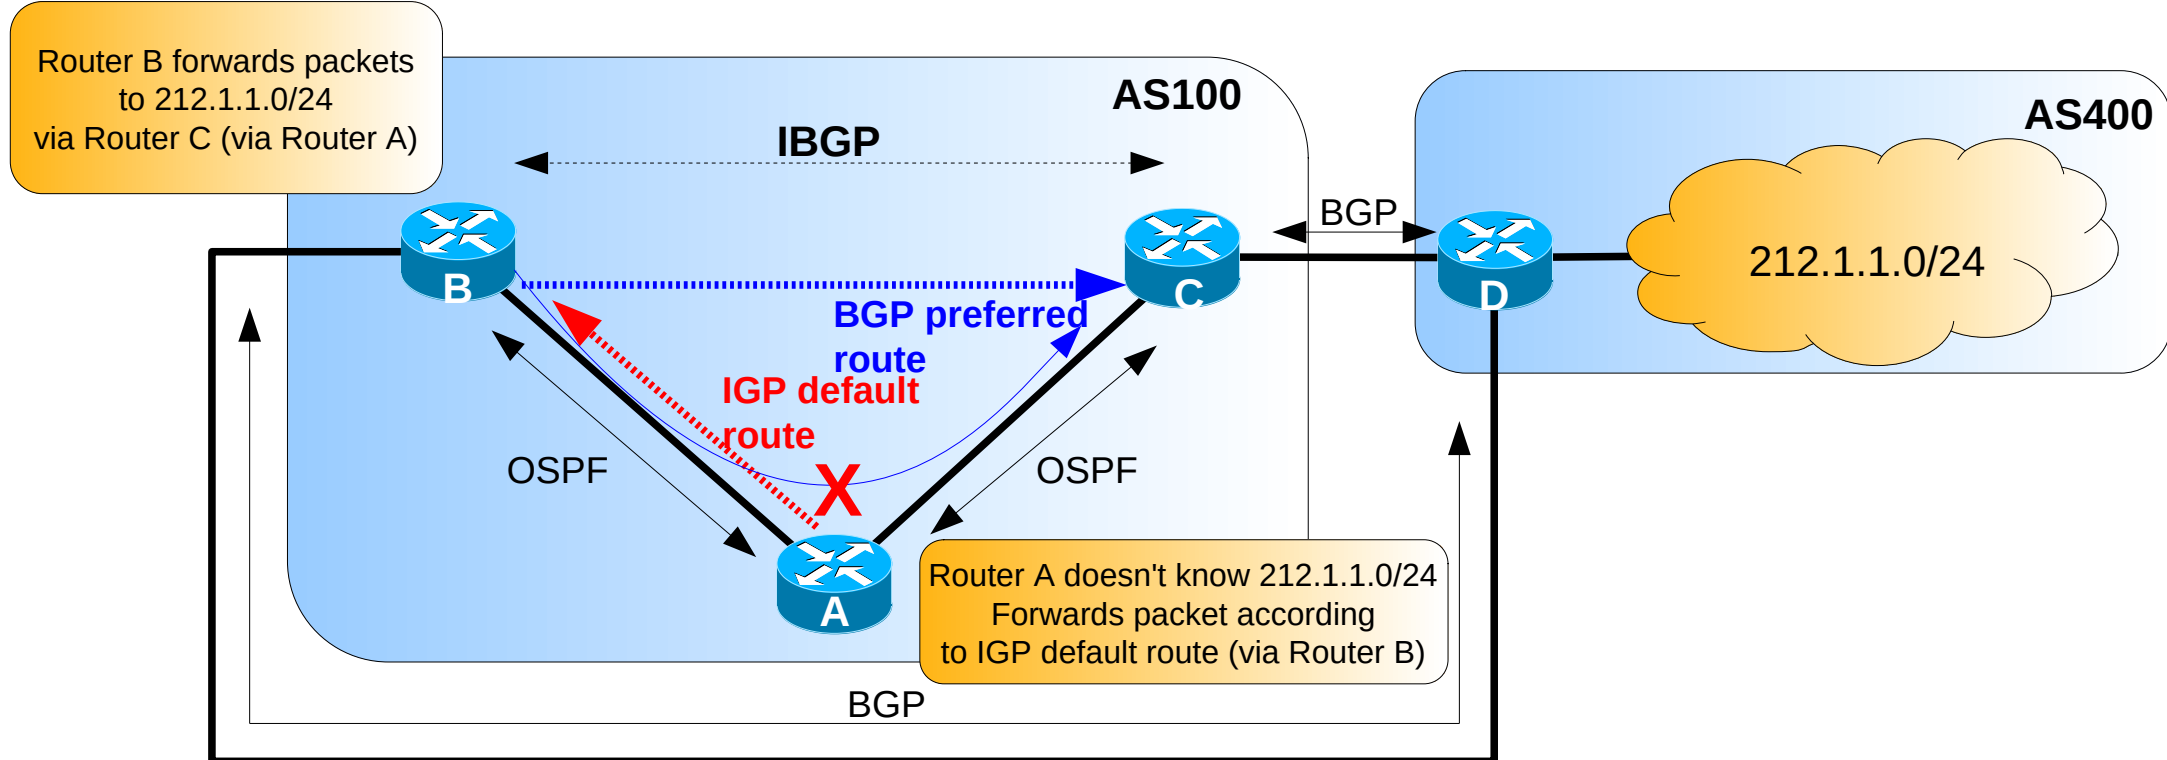 Router B forwards packets
to 212.1.1.0/24
via Router C (via Router A)
AS100
AS400
IBGP
BGP
B
C
D
212.1.1.0/24
BGP preferred
route
IGP default
route
OSPF
OSPF
X
A
Router A doesn't know 212.1.1.0/24
Forwards packet according
to IGP default route (via Router B)
BGP